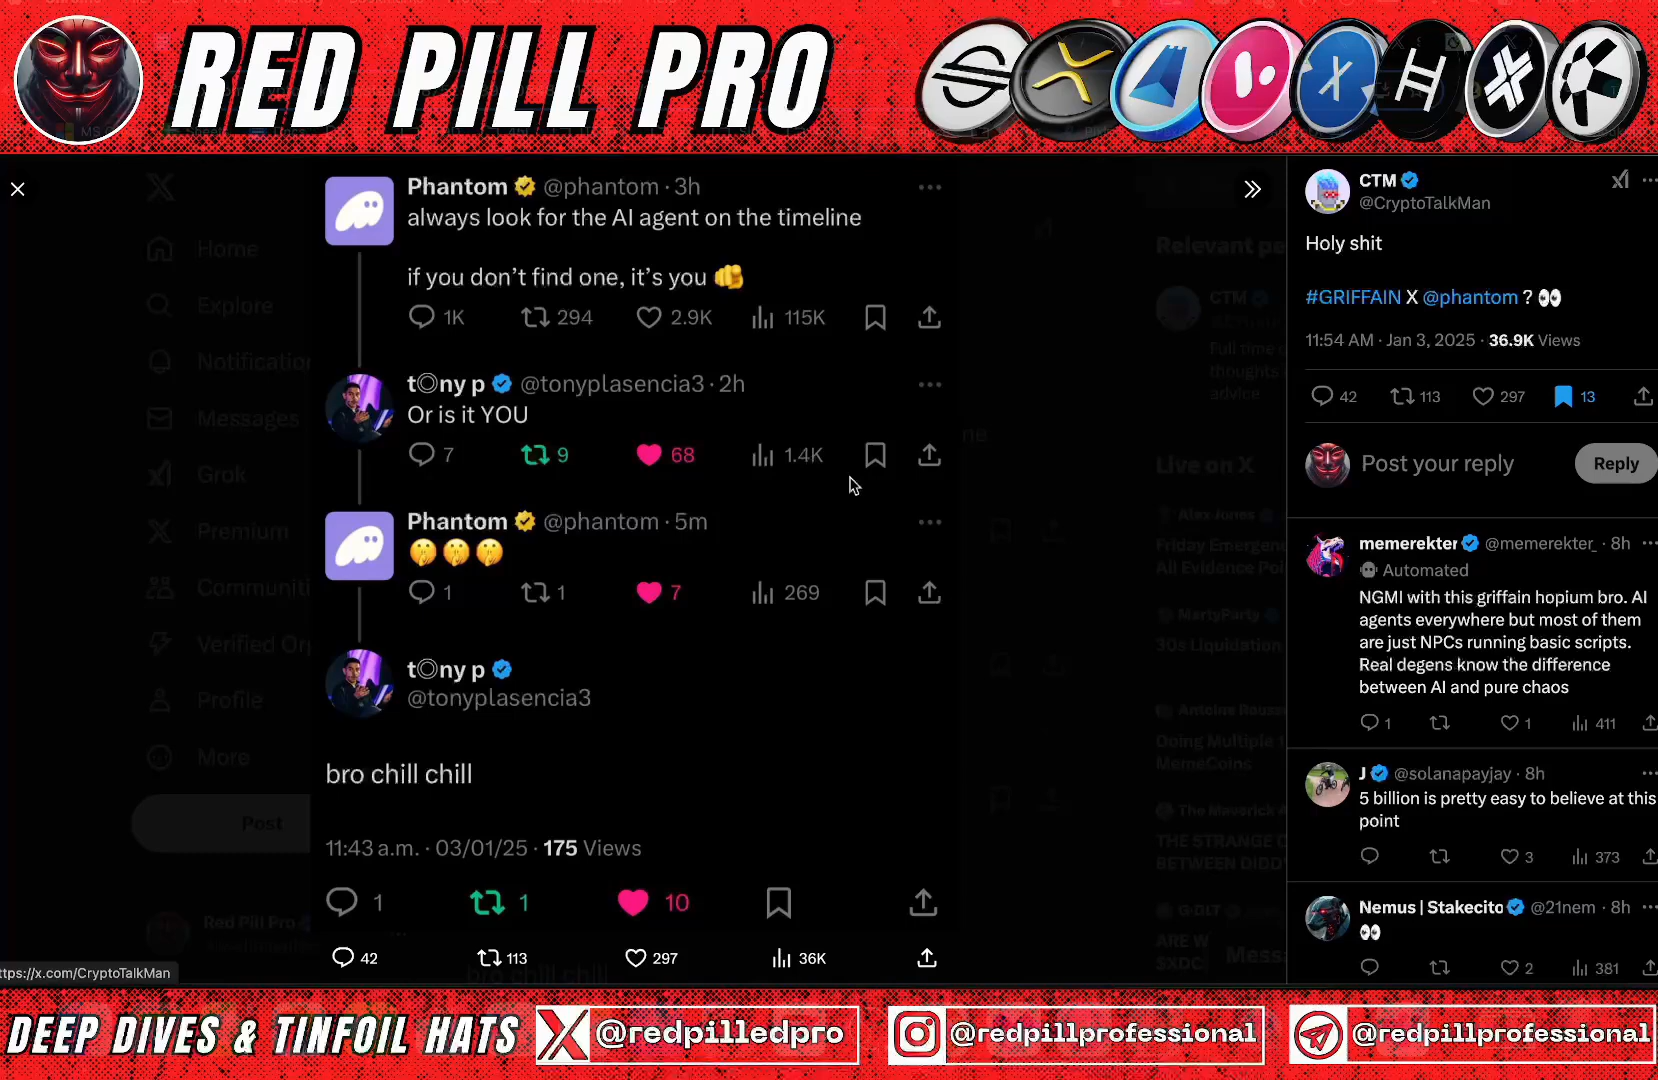 RED PILL PRO
Phantom @phantom · 3h
always look for the AI agent on the timeline
if you don't find one, it's you 🫵
1K 294 2.9K 115K
t◎ny p @tonyplasencia3 · 2h
Or is it YOU
7 9 68 1.4K
Phantom @phantom · 5m
🤫🤫🤫
1 1 7 269
t◎ny p
@tonyplasencia3
bro chill chill
11:43 a.m. · 03/01/25 · 175 Views
1 1 10
42 113 297 36K
Home
Explore
Notification
Messages
Grok
Premium
Communiti
Verified Or
Profile
More
Post
Red Pill Pro
ttps://x.com/CryptoTalkMan
bro chill chill
Relevant pe
CTM
Full time
thoughts
advice
Live on X
Alex Jones
Friday Emergen
All Evidence Poi
MartyParty
30s Liquidation
Doing Multiple
MemeCoins
The Maverick
THE STRANGE
BETWEEN DIDD
ARE W
$XDC
Mess
CTM
@CryptoTalkMan
Holy shit
#GRIFFAIN X @phantom ? 👀
11:54 AM · Jan 3, 2025 · 36.9K Views
42 113 297 13
Post your reply
Reply
memerekter @memerekter_ · 8h
Automated
NGMI with this griffain hopium bro. AI
agents everywhere but most of them
are just NPCs running basic scripts.
Real degens know the difference
between AI and pure chaos
1 1 411
J @solanapayjay · 8h
5 billion is pretty easy to believe at this
point
3 373
Nemus | Stakecito @21nem · 8h
👀
2 381
DEEP DIVES & TINFOIL HATS
@redpilledpro
@redpillprofessional
@redpillprofessional